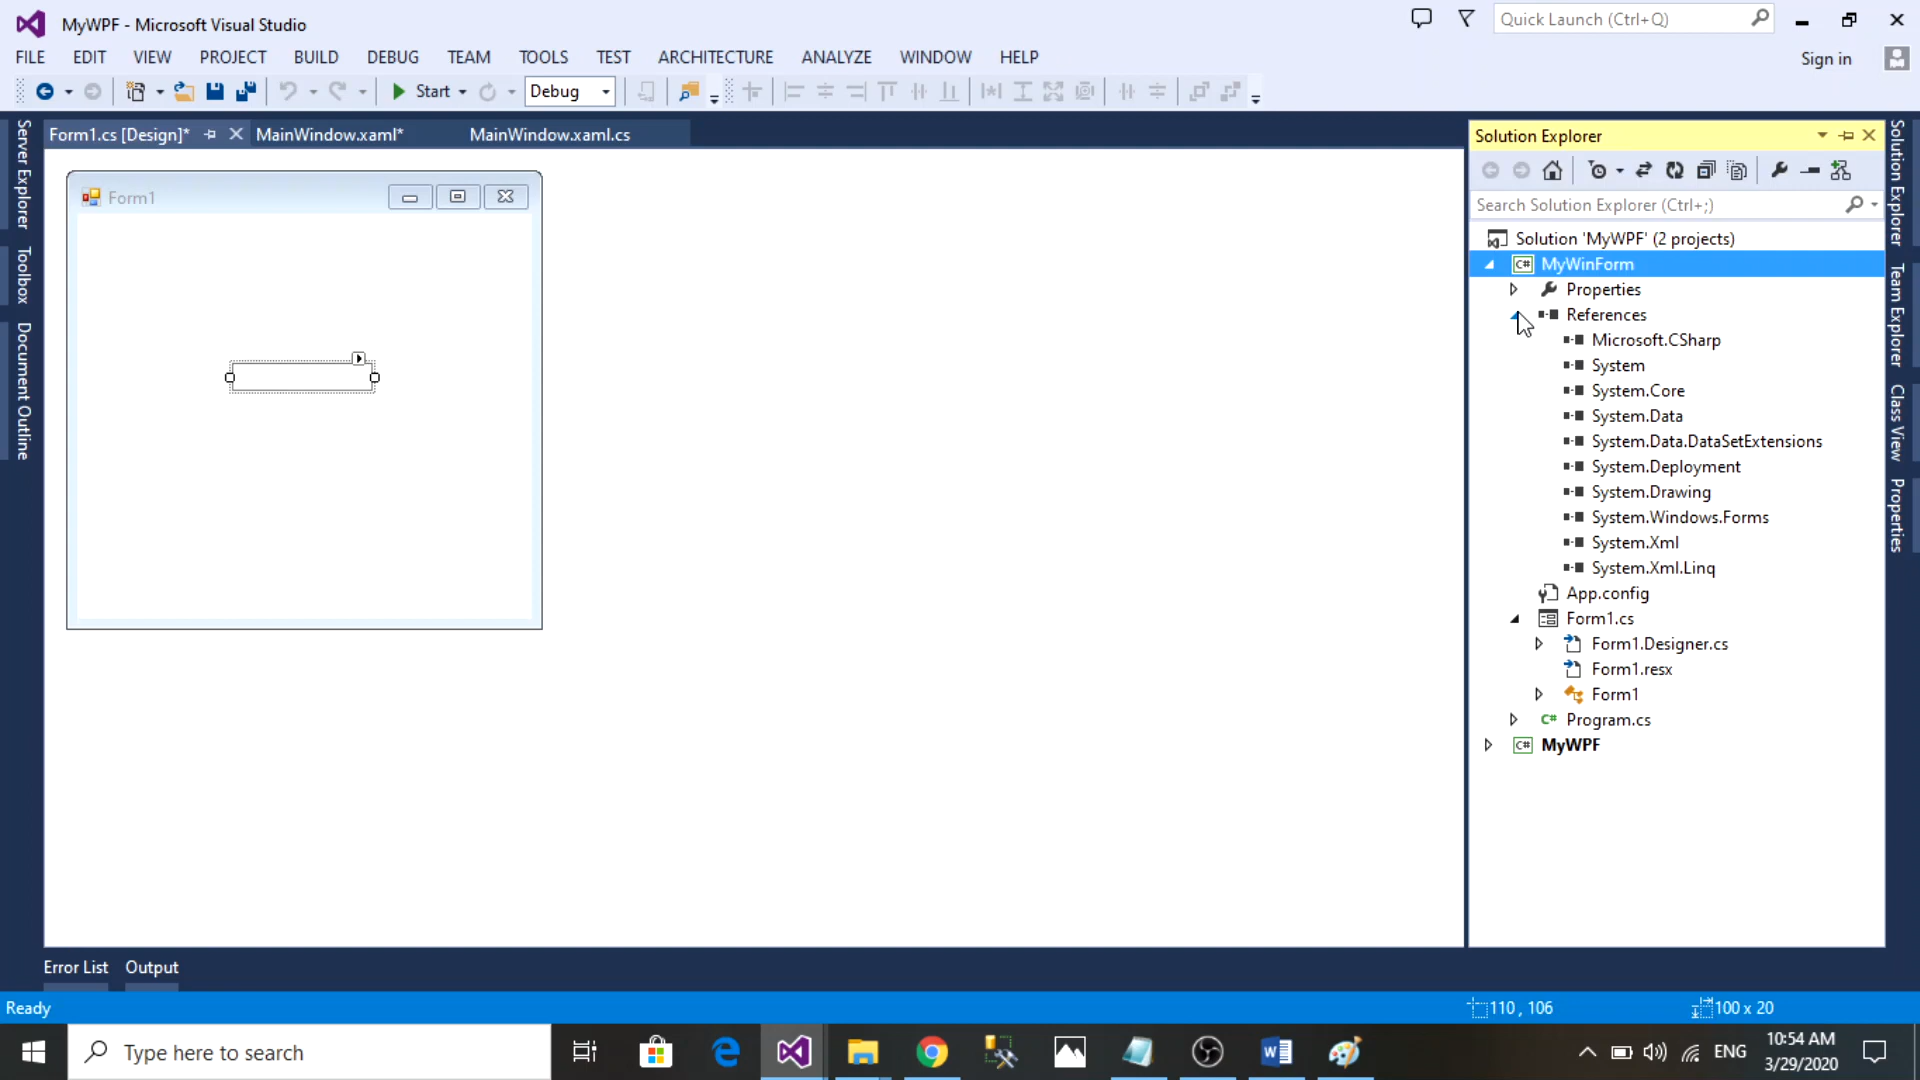 MyWPF - Microsoft Visual Studio
Quick Launch (Ctrl+Q)
FILE EDIT VIEW PROJECT BUILD DEBUG TEAM TOOLS TEST ARCHITECTURE ANALYZE WINDOW HELP
Sign in
Start Debug
Form1.cs [Design]* MainWindow.xaml* MainWindow.xaml.cs
Server Explorer
Toolbox
Document Outline
Form1
Solution Explorer
Search Solution Explorer (Ctrl+;)
Solution 'MyWPF' (2 projects)
C# MyWinForm
Properties
References
Microsoft.CSharp
System
System.Core
System.Data
System.Data.DataSetExtensions
System.Deployment
System.Drawing
System.Windows.Forms
System.Xml
System.Xml.Linq
App.config
Form1.cs
Form1.Designer.cs
Form1.resx
Form1
C# Program.cs
C# MyWPF
Solution Explorer
Team Explorer
Class View
Properties
Error List Output
Ready
110 , 106
100 x 20
Type here to search
ENG
10:54 AM
3/29/2020